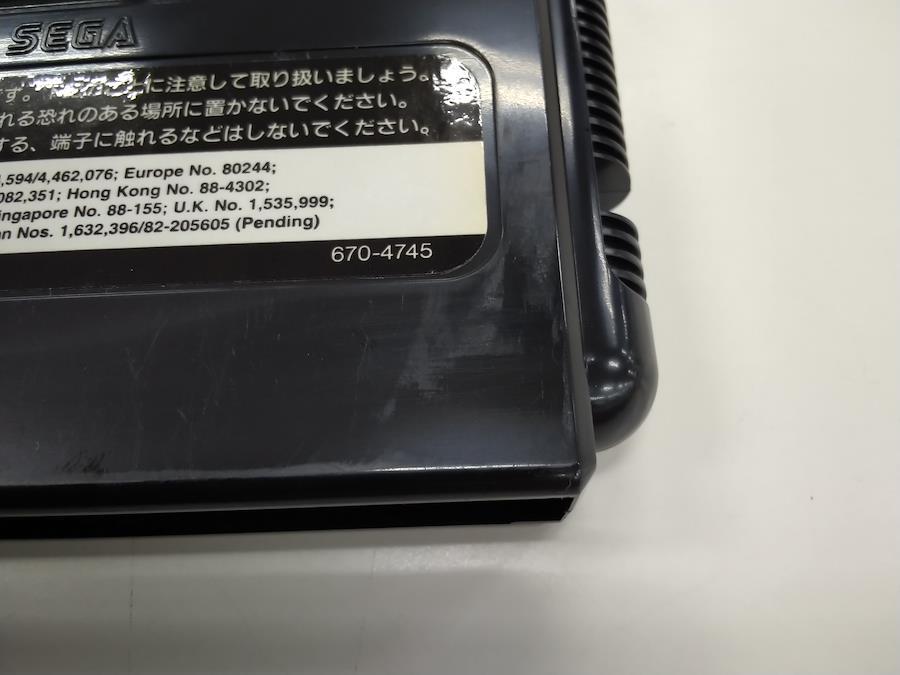 SEGA
に注意して取り扱いましょう。
れる恐れのある場所に置かないでください。
する、端子に触れるなどはしないでください。
,594/4,462,076; Europe No. 80244;
082,351; Hong Kong No. 88-4302;
ingapore No. 88-155; U.K. No. 1,535,999;
an Nos. 1,632,396/82-205605 (Pending)
670-4745